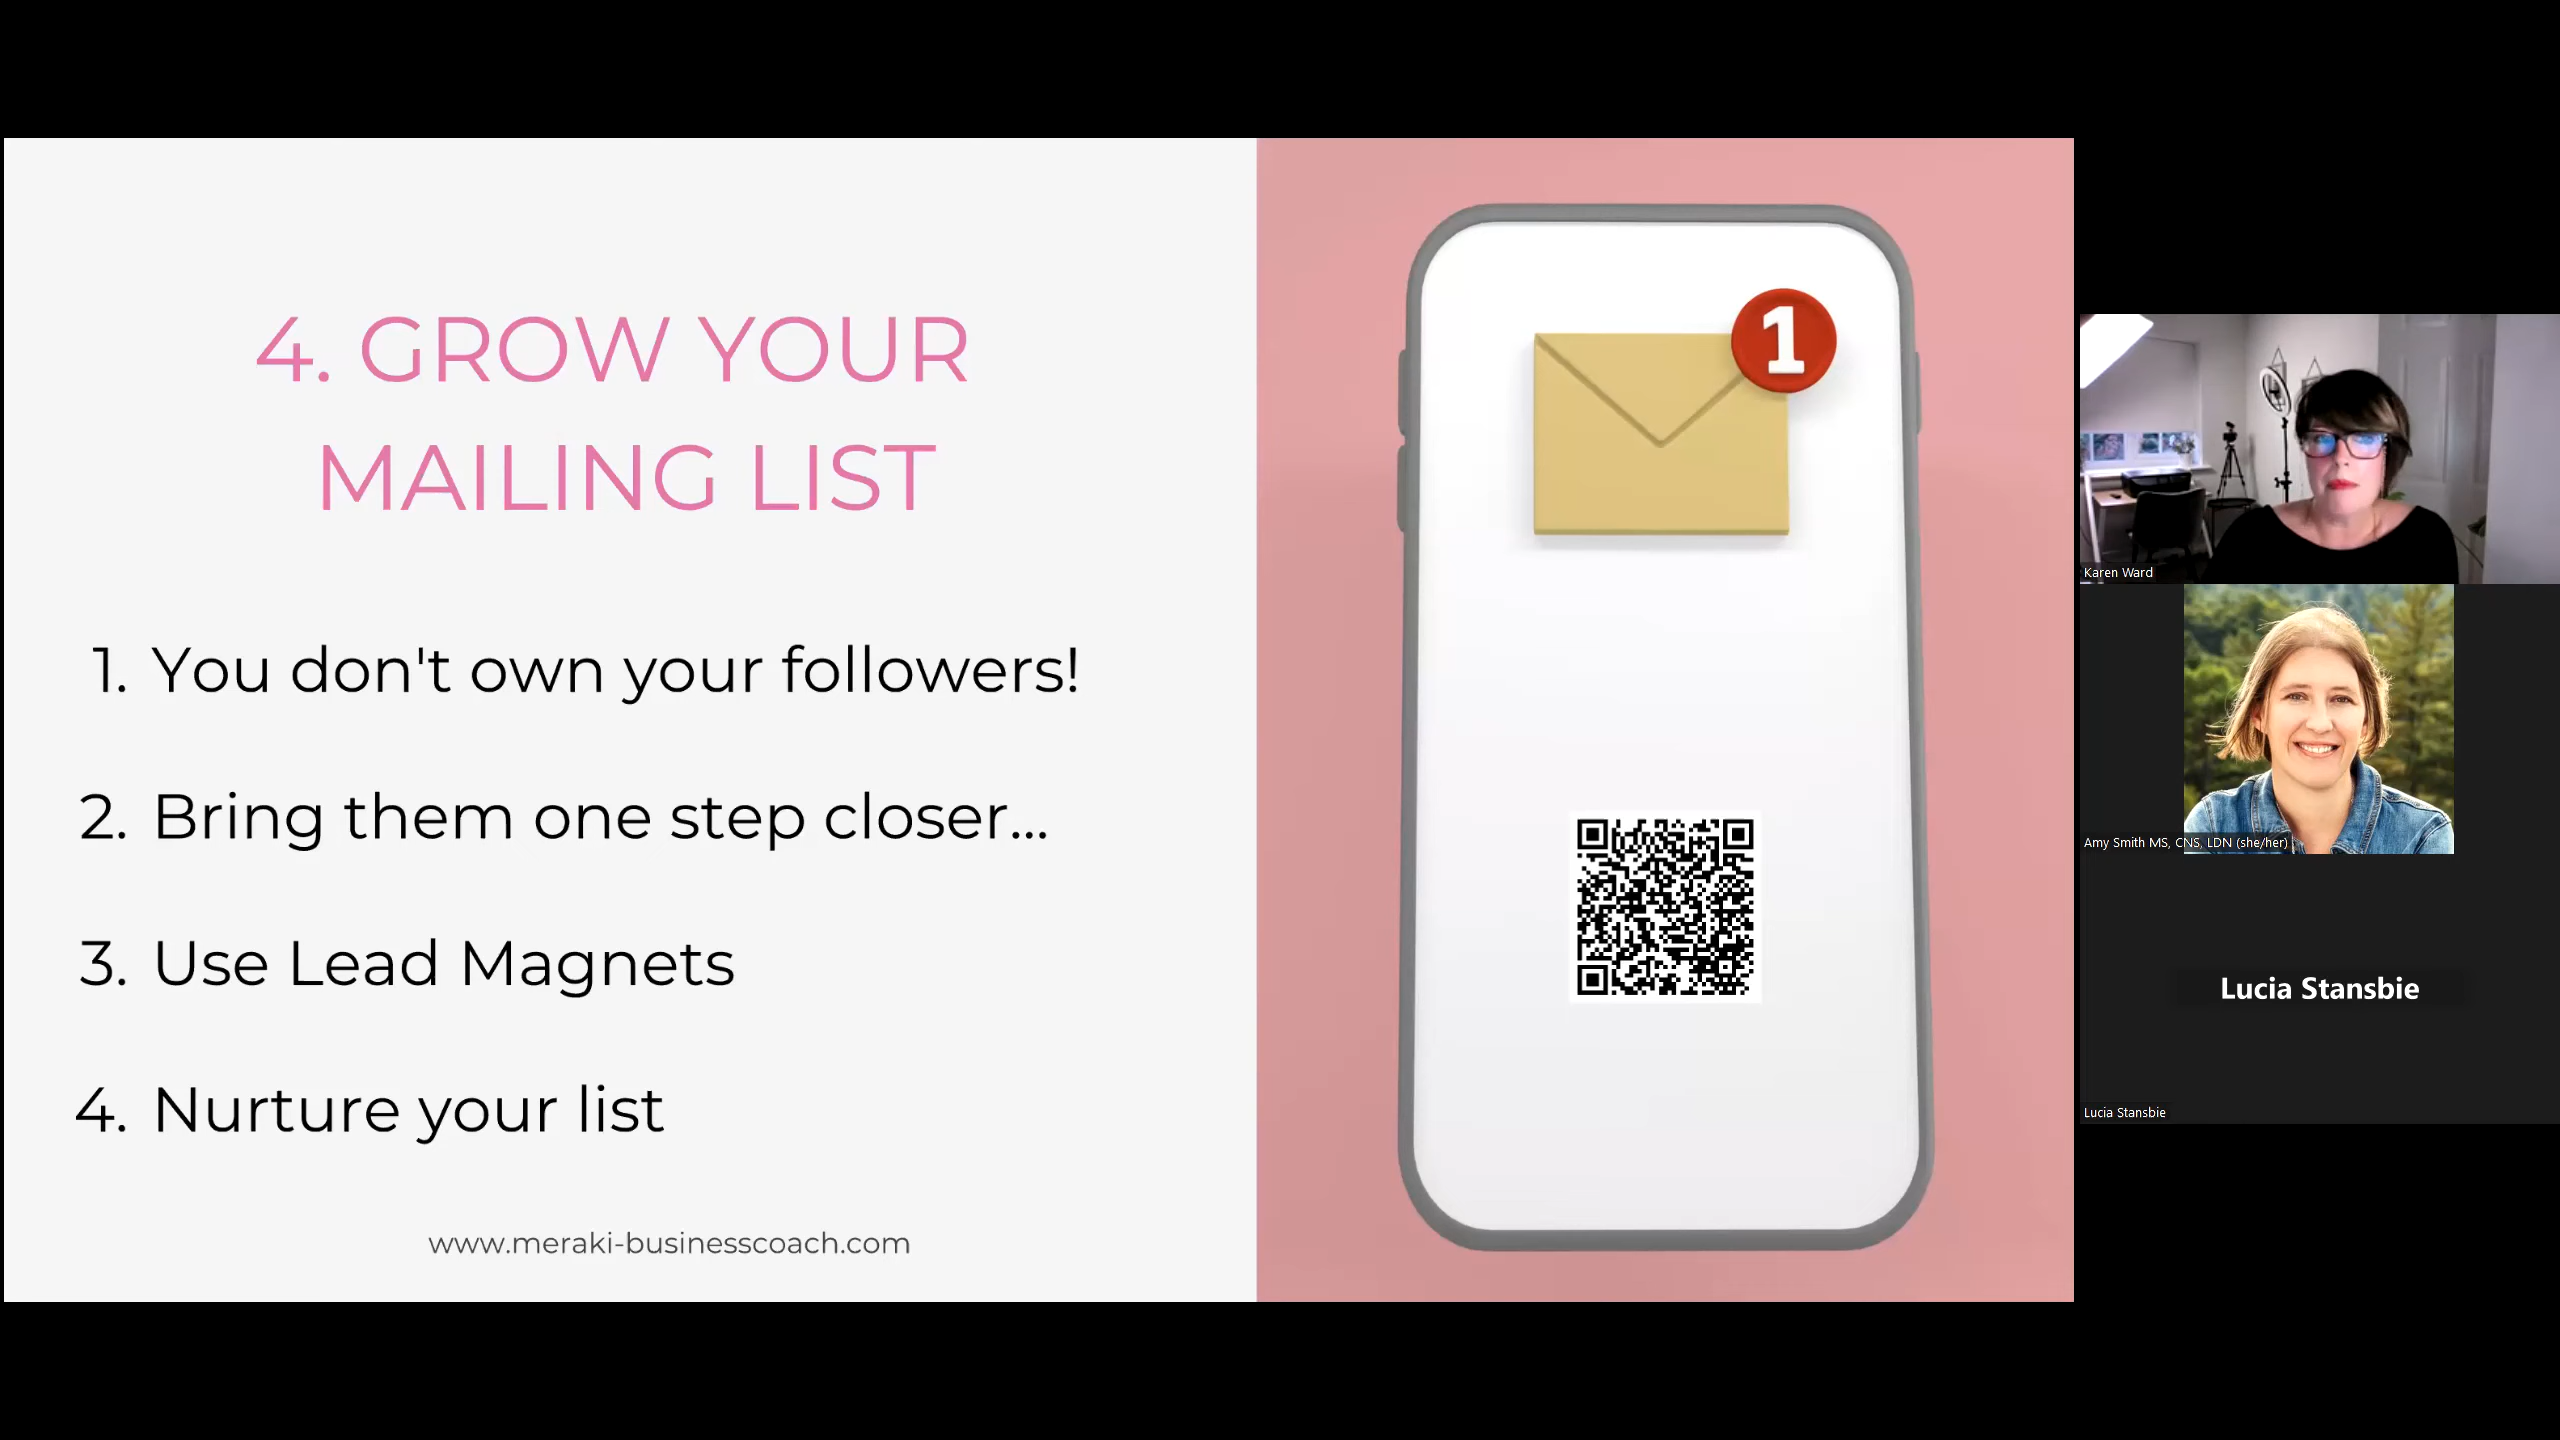 4. GROW YOUR
MAILING LIST
1. You don't own your followers!
2. Bring them one step closer...
3. Use Lead Magnets
4. Nurture your list
www.meraki-businesscoach.com
1
Karen Ward
Amy Smith MS, CNS, LDN (she/her)
Lucia Stansbie
Lucia Stansbie